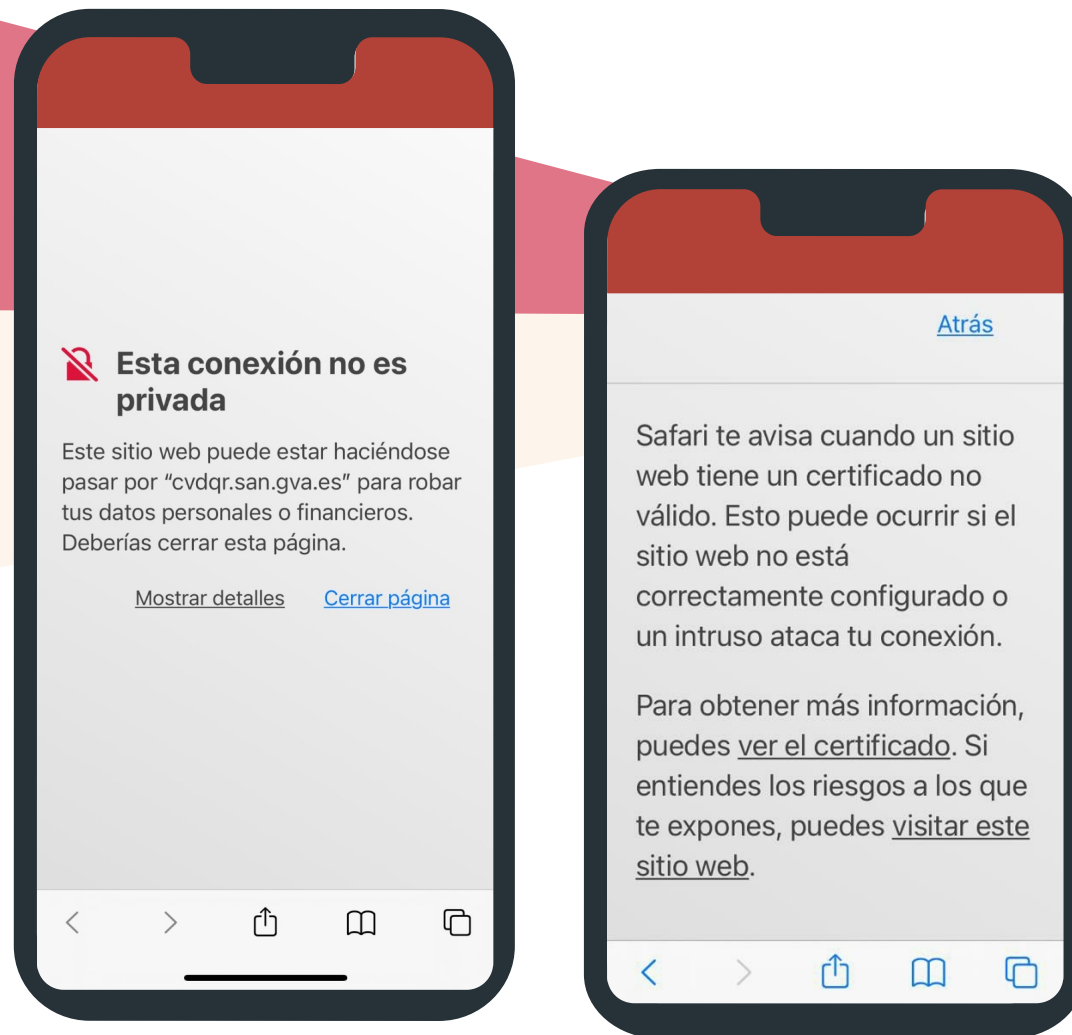 Esta conexión no es
privada
Este sitio web puede estar haciéndose
pasar por “cvdqr.san.gva.es” para robar
tus datos personales o financieros.
Deberías cerrar esta página.
Mostrar detalles Cerrar página
Atrás
Safari te avisa cuando un sitio
web tiene un certificado no
válido. Esto puede ocurrir si el
sitio web no está
correctamente configurado o
un intruso ataca tu conexión.
Para obtener más información,
puedes ver el certificado. Si
entiendes los riesgos a los que
te expones, puedes visitar este
sitio web.